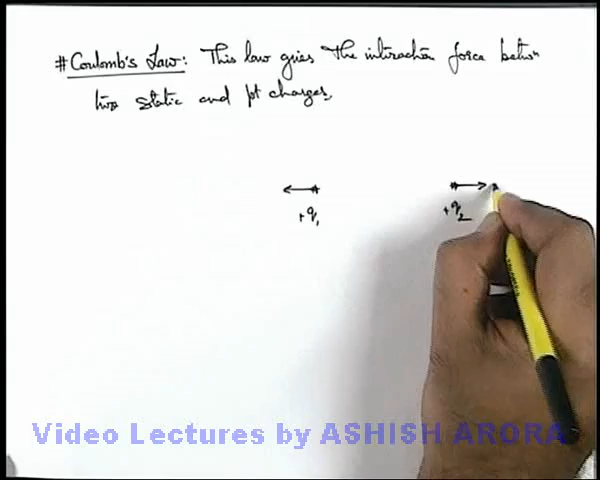 # Coulomb's Law: This law gives the interaction force betwn
two static and pt charges.
+q₁
+q₂
Video Lectures by ASHISH ARORA